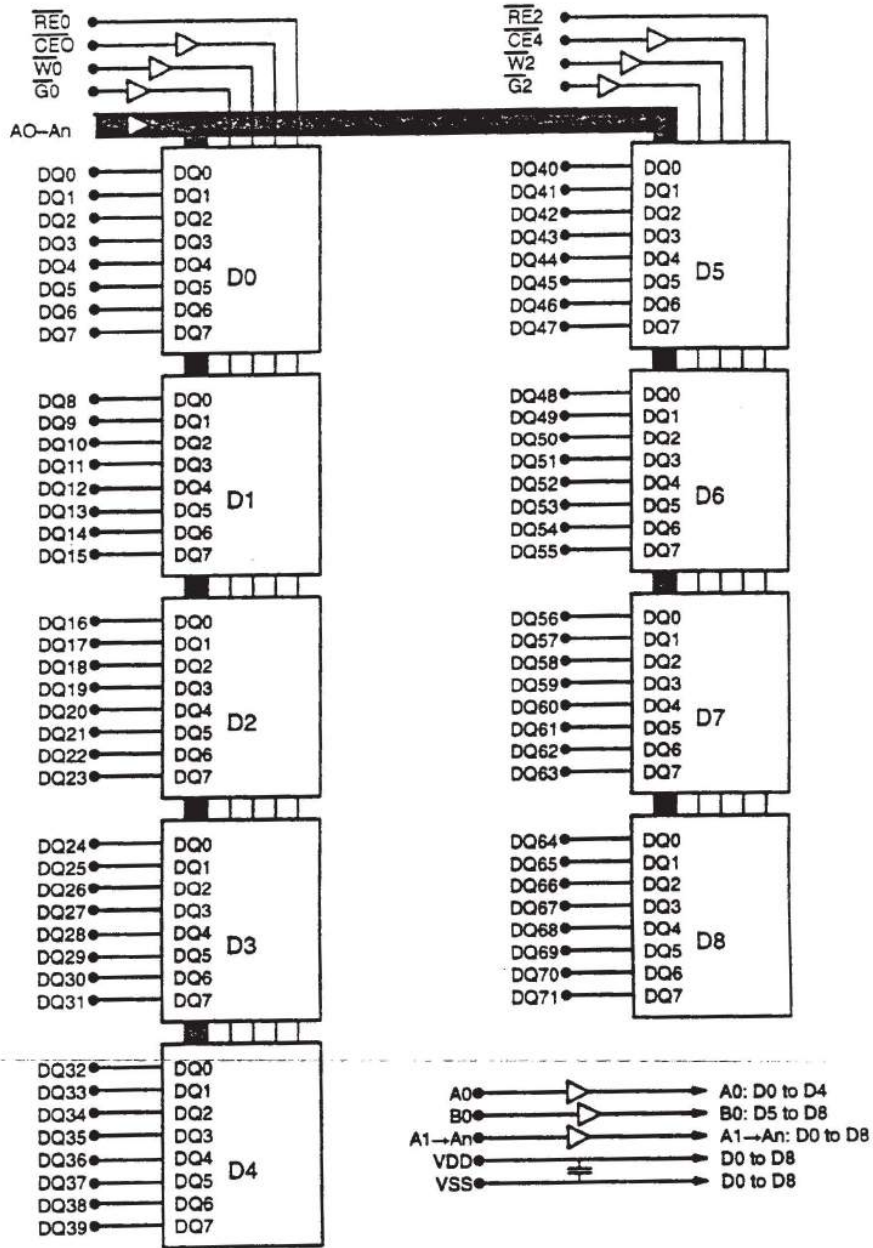 RE0
CEO
W0
G0
AO–An
DQ0 DQ0
DQ1 DQ1
DQ2 DQ2
DQ3 DQ3
DQ4 DQ4
DQ5 DQ5
DQ6 DQ6
DQ7 DQ7
D0
DQ8 DQ0
DQ9 DQ1
DQ10 DQ2
DQ11 DQ3
DQ12 DQ4
DQ13 DQ5
DQ14 DQ6
DQ15 DQ7
D1
DQ16 DQ0
DQ17 DQ1
DQ18 DQ2
DQ19 DQ3
DQ20 DQ4
DQ21 DQ5
DQ22 DQ6
DQ23 DQ7
D2
DQ24 DQ0
DQ25 DQ1
DQ26 DQ2
DQ27 DQ3
DQ28 DQ4
DQ29 DQ5
DQ30 DQ6
DQ31 DQ7
D3
DQ32 DQ0
DQ33 DQ1
DQ34 DQ2
DQ35 DQ3
DQ36 DQ4
DQ37 DQ5
DQ38 DQ6
DQ39 DQ7
D4
RE2
CE4
W2
G2
DQ40 DQ0
DQ41 DQ1
DQ42 DQ2
DQ43 DQ3
DQ44 DQ4
DQ45 DQ5
DQ46 DQ6
DQ47 DQ7
D5
DQ48 DQ0
DQ49 DQ1
DQ50 DQ2
DQ51 DQ3
DQ52 DQ4
DQ53 DQ5
DQ54 DQ6
DQ55 DQ7
D6
DQ56 DQ0
DQ57 DQ1
DQ58 DQ2
DQ59 DQ3
DQ60 DQ4
DQ61 DQ5
DQ62 DQ6
DQ63 DQ7
D7
DQ64 DQ0
DQ65 DQ1
DQ66 DQ2
DQ67 DQ3
DQ68 DQ4
DQ69 DQ5
DQ70 DQ6
DQ71 DQ7
D8
A0 A0: D0 to D4
B0 B0: D5 to D8
A1→An A1→An: D0 to D8
VDD D0 to D8
VSS D0 to D8